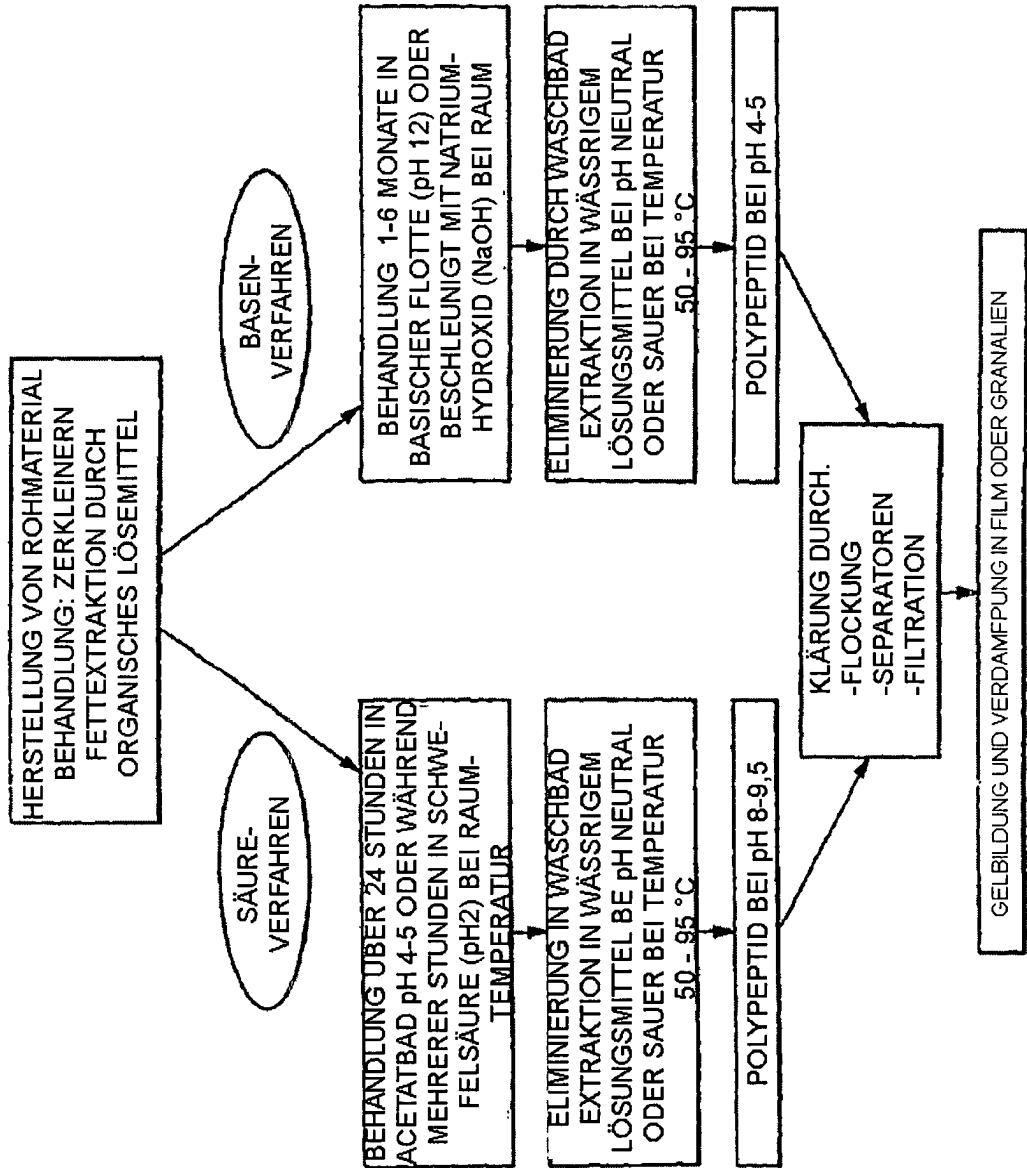 HERSTELLUNG VON ROHMATERIAL
BEHANDLUNG: ZERKLEINERN
FETTEXTRAKTION DURCH
ORGANISCHES LÖSEMITTEL
SÄURE-
VERFAHREN
BASEN-
VERFAHREN
BEHANDLUNG ÜBER 24 STUNDEN IN
ACETATBAD pH 4-5 ODER WÄHREND
MEHRERER STUNDEN IN SCHWE-
FELSÄURE (pH2) BEI RAUM-
TEMPERATUR
ELIMINIERUNG IN WASCHBAD
EXTRAKTION IN WÄSSRIGEM
LÖSUNGSMITTEL BE pH NEUTRAL
ODER SAUER BEI TEMPERATUR
50 - 95 °C
POLYPEPTID BEI pH 8-9,5
BEHANDLUNG 1-6 MONATE IN
BASISCHER FLOTTE (pH 12) ODER
BESCHLEUNIGT MIT NATRIUM-
HYDROXID (NaOH) BEI RAUM
ELIMINIERUNG DURCH WASCHBAD
EXTRAKTION IN WÄSSRIGEM
LÖSUNGSMITTEL BEI pH NEUTRAL
ODER SAUER BEI TEMPERATUR
50 - 95 °C
POLYPEPTID BEI pH 4-5
KLÄRUNG DURCH.
-FLOCKUNG
-SEPARATOREN
-FILTRATION
GELBILDUNG UND VERDAMFPUNG IN FILM ODER GRANALIEN